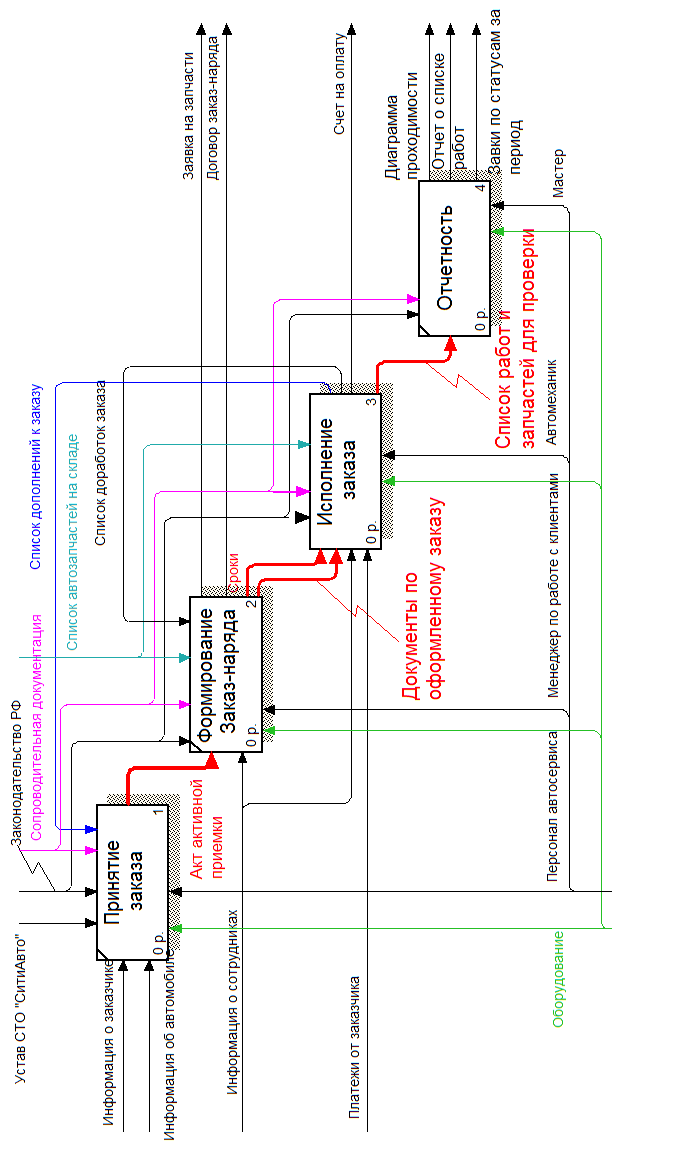 Устав СТО "СитиАвто"
Законодательство РФ
Сопроводительная документация
Список дополнений к заказу
Список автозапчастей на складе
Список доработок заказа
Заявка на запчасти
Договор заказ-наряда
Счет на оплату
Диаграмма
проходимости
Отчет о списке
работ
Завки по статусам за
период
Информация о заказчике
Информация об автомобиле
Информация о сотрудниках
Платежи от заказчика
Принятие
заказа
0 р.
1
Акт активной
приемки
Формирование
Заказ-наряда
0 р.
2
Сроки
Документы по
оформленному заказу
Исполнение
заказа
0 р.
3
Список работ и
запчастей для проверки
Отчетность
0 р.
4
Оборудование
Персонал автосервиса
Менеджер по работе с клиентами
Автомеханик
Мастер